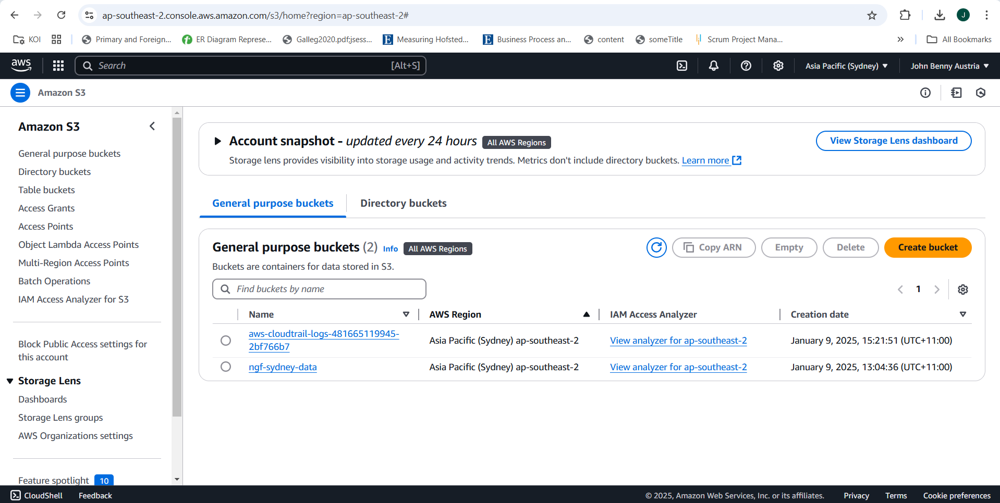 ap-southeast-2.console.aws.amazon.com/s3/home?region=ap-southeast-2#
J
KOI
Primary and Foreign...
ER Diagram Represe...
Galleg2020.pdf;jsess...
Measuring Hofsted...
Business Process an...
content
someTitle
Scrum Project Mana...
All Bookmarks
aws
Search
[Alt+S]
Asia Pacific (Sydney)
John Benny Austria
Amazon S3
Amazon S3
General purpose buckets
Directory buckets
Table buckets
Access Grants
Access Points
Object Lambda Access Points
Multi-Region Access Points
Batch Operations
IAM Access Analyzer for S3
Block Public Access settings for
this account
Storage Lens
Dashboards
Storage Lens groups
AWS Organizations settings
Feature spotlight 10
Account snapshot - updated every 24 hours All AWS Regions
View Storage Lens dashboard
Storage lens provides visibility into storage usage and activity trends. Metrics don't include directory buckets. Learn more
General purpose buckets
Directory buckets
General purpose buckets (2) Info All AWS Regions
Copy ARN
Empty
Delete
Create bucket
Buckets are containers for data stored in S3.
Find buckets by name
1
Name
AWS Region
IAM Access Analyzer
Creation date
aws-cloudtrail-logs-481665119945-
2bf766b7
Asia Pacific (Sydney) ap-southeast-2
View analyzer for ap-southeast-2
January 9, 2025, 15:21:51 (UTC+11:00)
ngf-sydney-data
Asia Pacific (Sydney) ap-southeast-2
View analyzer for ap-southeast-2
January 9, 2025, 13:04:36 (UTC+11:00)
CloudShell
Feedback
© 2025, Amazon Web Services, Inc. or its affiliates.
Privacy
Terms
Cookie preferences